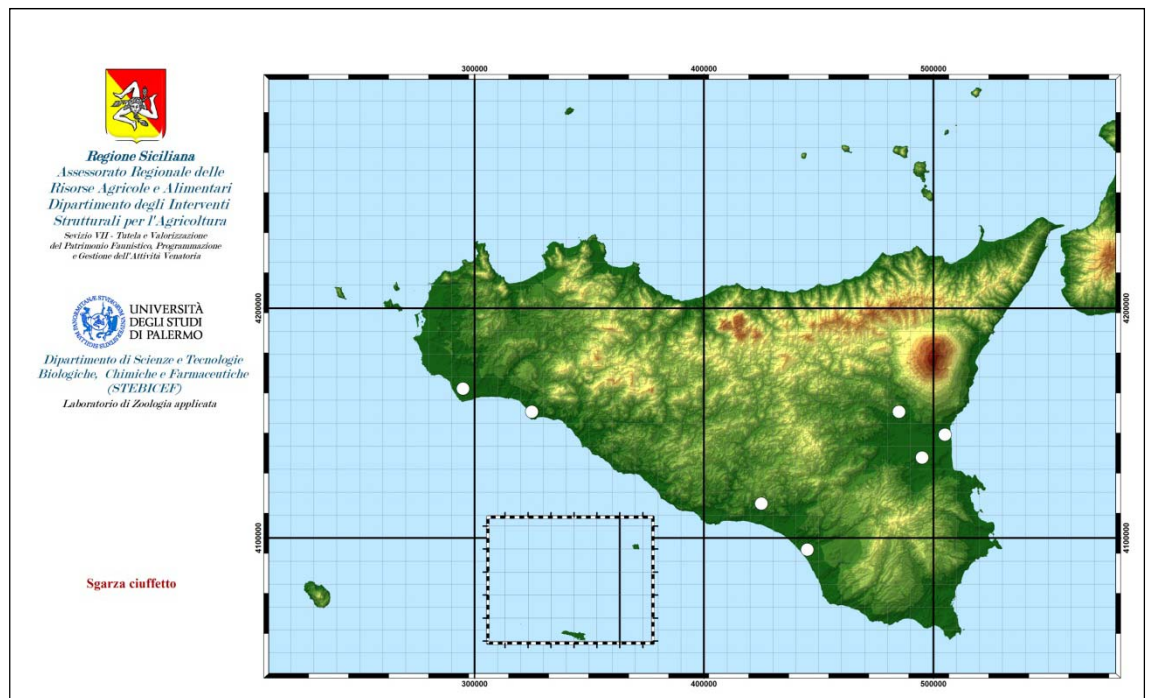 Regione Siciliana
Assessorato Regionale delle
Risorse Agricole e Alimentari
Dipartimento degli Interventi
Strutturali per l'Agricoltura
Sevizio VII - Tutela e Valorizzazione
del Patrimonio Faunistico, Programmazione
e Gestione dell'Attività Venatoria
UNIVERSITÀ
DEGLI STUDI
DI PALERMO
Dipartimento di Scienze e Tecnologie
Biologiche, Chimiche e Farmaceutiche
(STEBICEF)
Laboratorio di Zoologia applicata
Sgarza ciuffetto
300000
400000
500000
4200000
4200000
4100000
4100000
300000
400000
500000